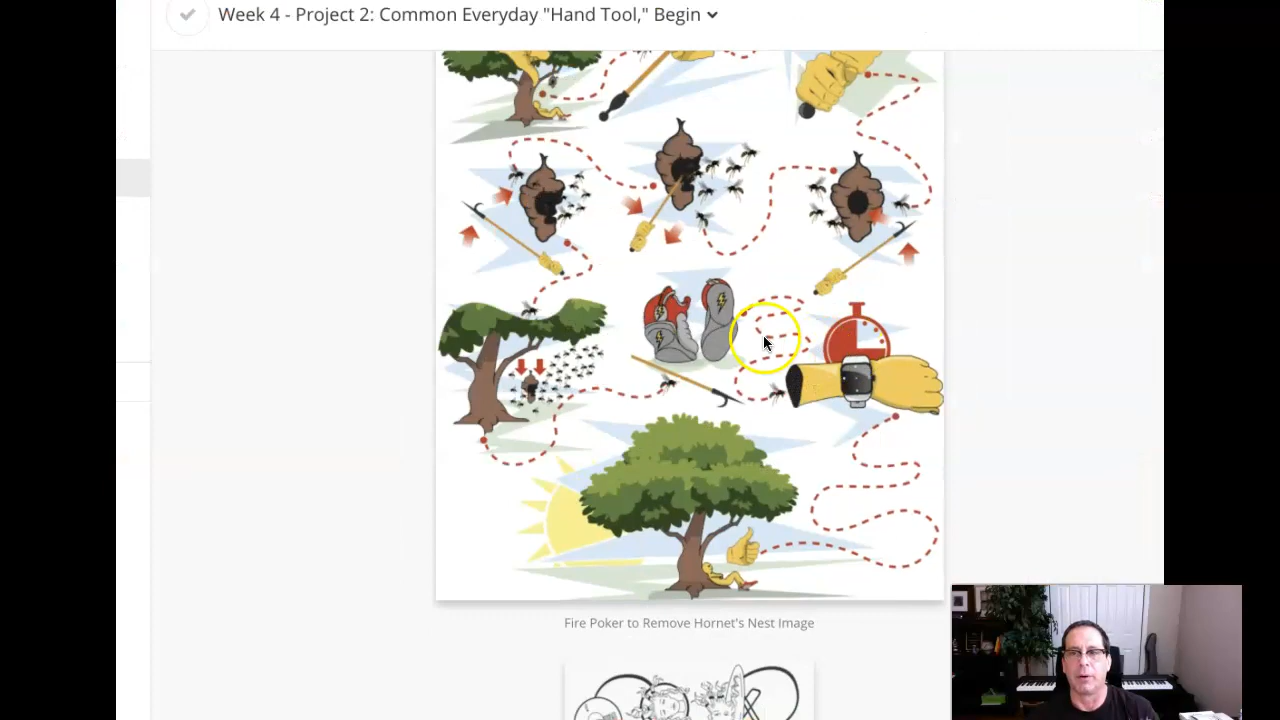 Week 4 - Project 2: Common Everyday "Hand Tool," Begin
Fire Poker to Remove Hornet's Nest Image